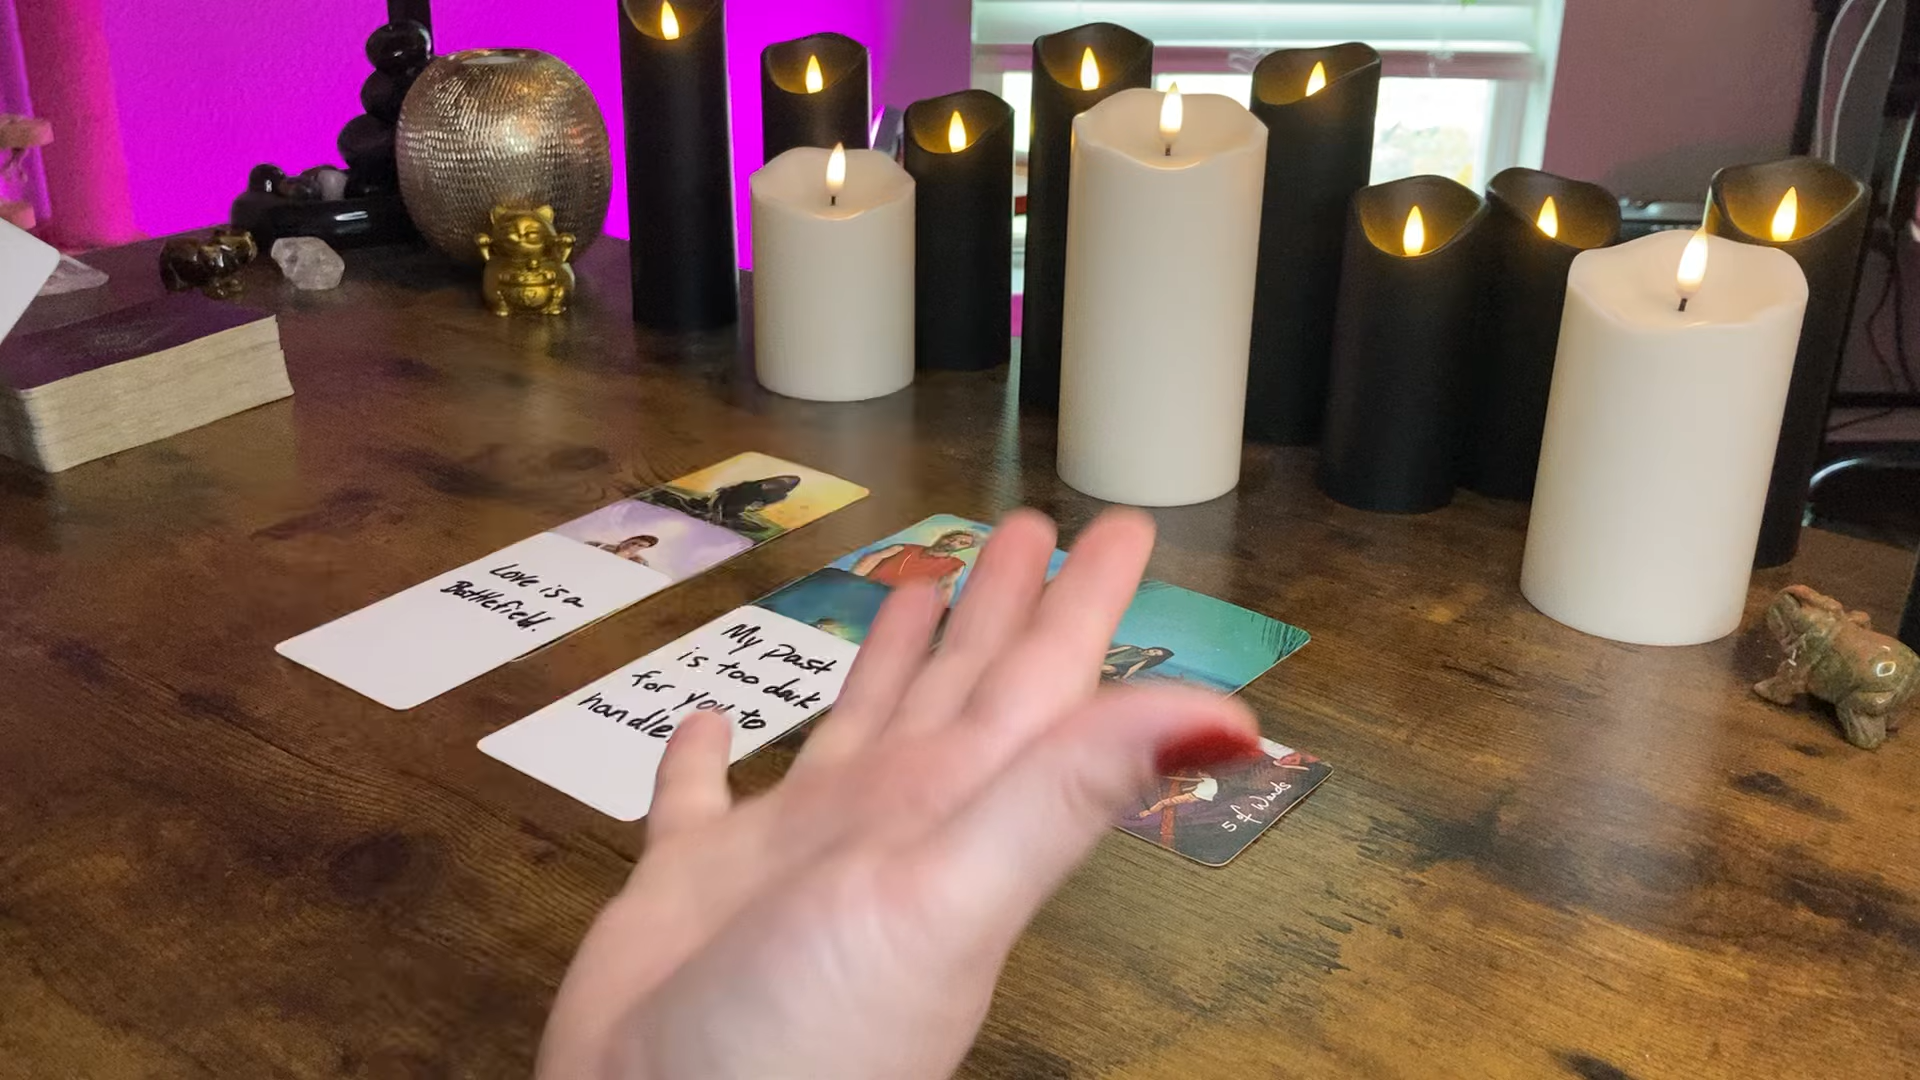 Love is a
Battlefield.
My Past
is too dark
for you to
handle
5 of Wands